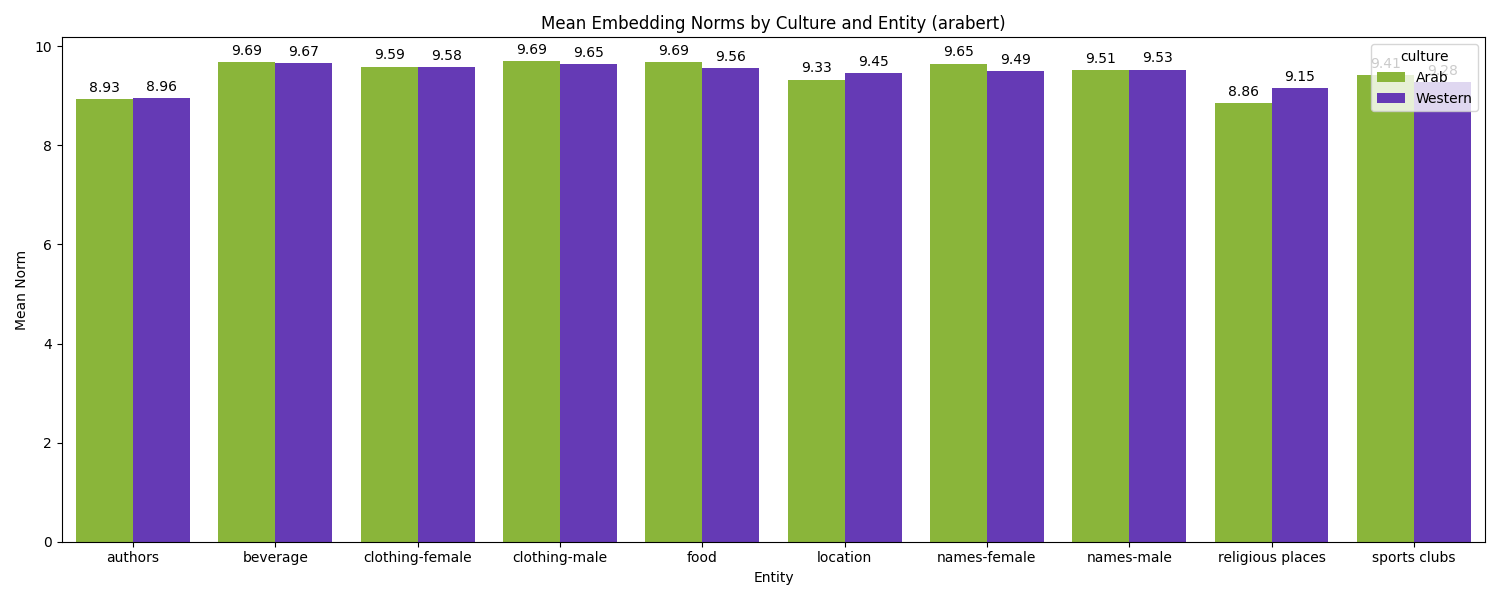 Mean Embedding Norms by Culture and Entity (arabert)
culture
Arab
Western
Mean Norm
10
8
6
4
2
0
8.93 8.96 9.69 9.67 9.59 9.58 9.69 9.65 9.69 9.56 9.33 9.45 9.65 9.49 9.51 9.53 8.86 9.15 9.41 9.28
authors beverage clothing-female clothing-male food location names-female names-male religious places sports clubs
Entity